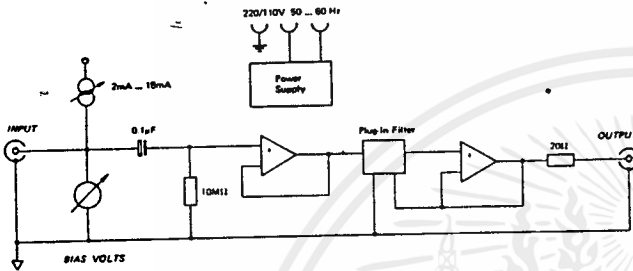 220/110V 50 ... 60 Hz
Power
Supply
2mA ... 18mA
INPUT
0.1µF
Plug-In Filter
OUTPU
20Ω
10MΩ
BIAS VOLTS